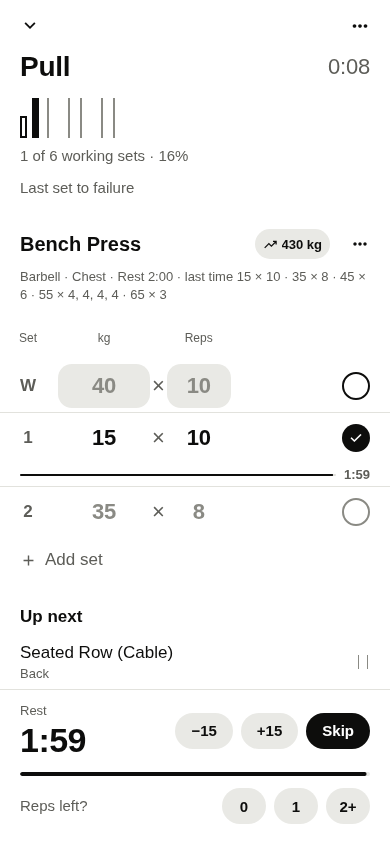 Pull
0:08
1 of 6 working sets · 16%
Last set to failure
Bench Press
430 kg
Barbell · Chest · Rest 2:00 · last time 15 × 10 · 35 × 8 · 45 ×
6 · 55 × 4, 4, 4, 4 · 65 × 3
Set kg Reps
W 40 × 10
1 15 × 10
1:59
2 35 × 8
+ Add set
Up next
Seated Row (Cable)
Back
Rest
1:59
−15 +15 Skip
Reps left?
0 1 2+